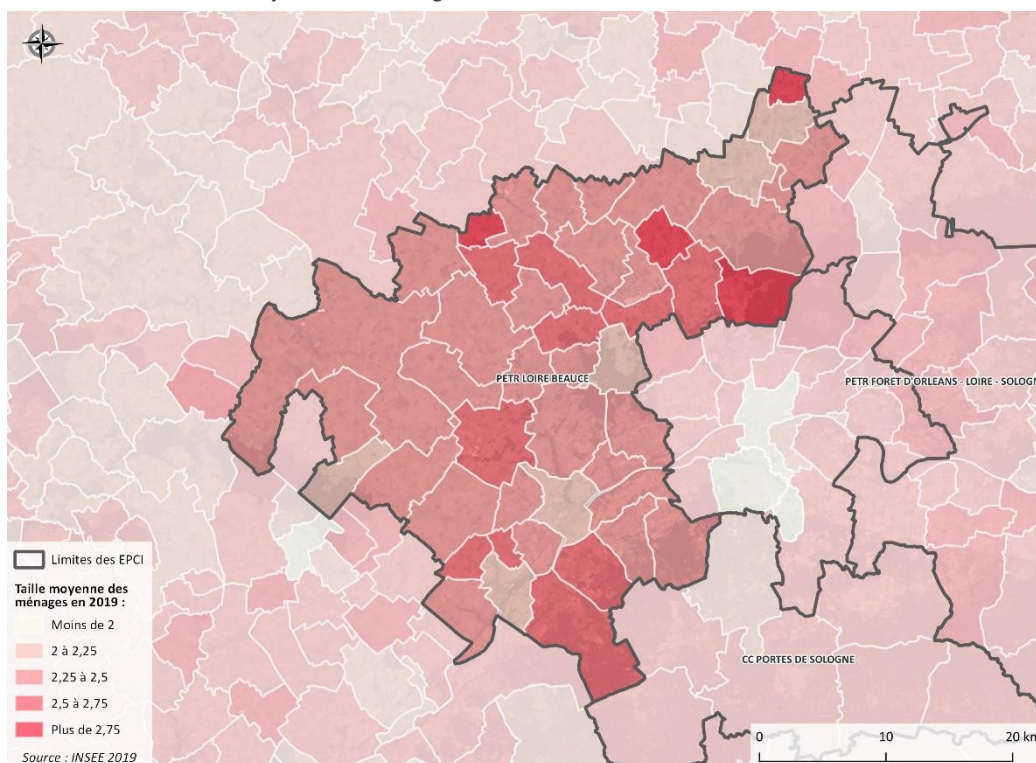 PETR LOIRE BEAUCE
PETR FORET D'ORLEANS - LOIRE - SOLOGN
CC PORTES DE SOLOGNE
Limites des EPCI
Taille moyenne des
ménages en 2019 :
Moins de 2
2 à 2,25
2,25 à 2,5
2,5 à 2,75
Plus de 2,75
Source : INSEE 2019
0 10 20 km